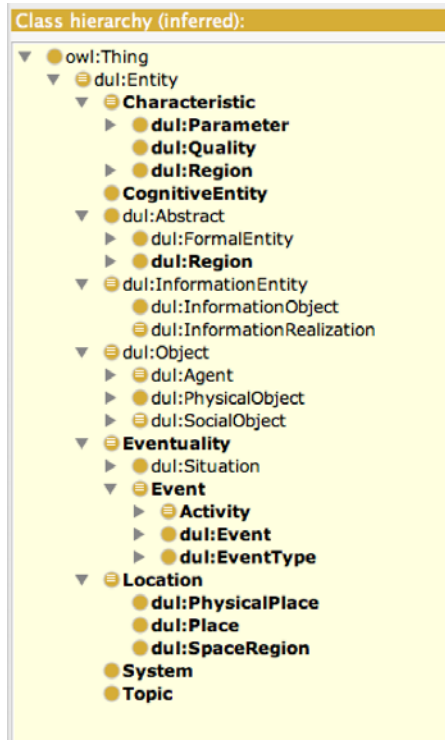 Class hierarchy (inferred):
owl:Thing
dul:Entity
Characteristic
dul:Parameter
dul:Quality
dul:Region
CognitiveEntity
dul:Abstract
dul:FormalEntity
dul:Region
dul:InformationEntity
dul:InformationObject
dul:InformationRealization
dul:Object
dul:Agent
dul:PhysicalObject
dul:SocialObject
Eventuality
dul:Situation
Event
Activity
dul:Event
dul:EventType
Location
dul:PhysicalPlace
dul:Place
dul:SpaceRegion
System
Topic